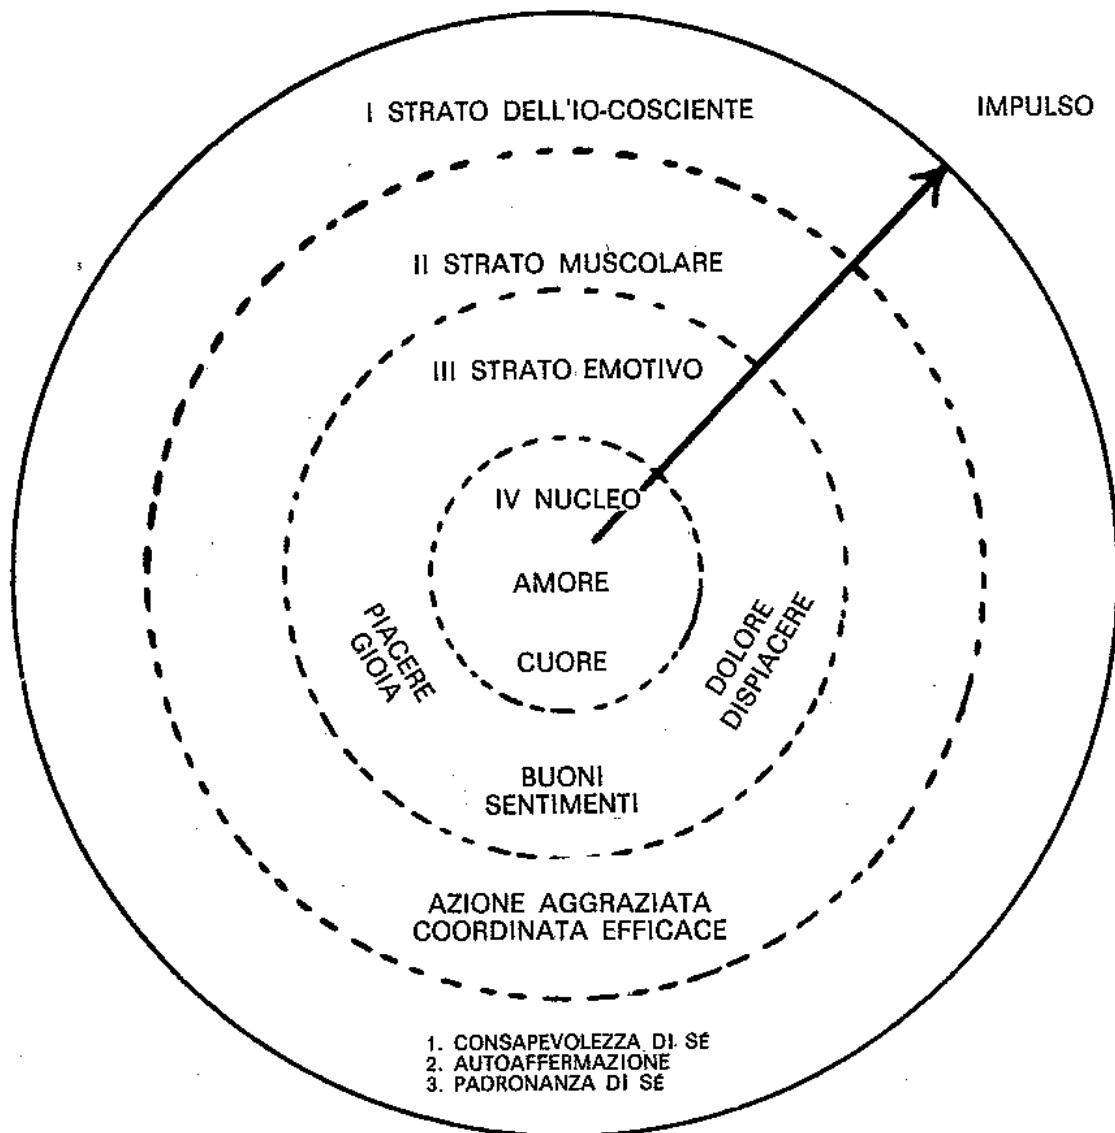 I STRATO DELL'IO-COSCIENTE
IMPULSO
II STRATO MUSCOLARE
III STRATO EMOTIVO
IV NUCLEO
AMORE
CUORE
PIACERE
GIOIA
DOLORE
DISPIACERE
BUONI
SENTIMENTI
AZIONE AGGRAZIATA
COORDINATA EFFICACE
1. CONSAPEVOLEZZA DI SÉ
2. AUTOAFFERMAZIONE
3. PADRONANZA DI SÉ